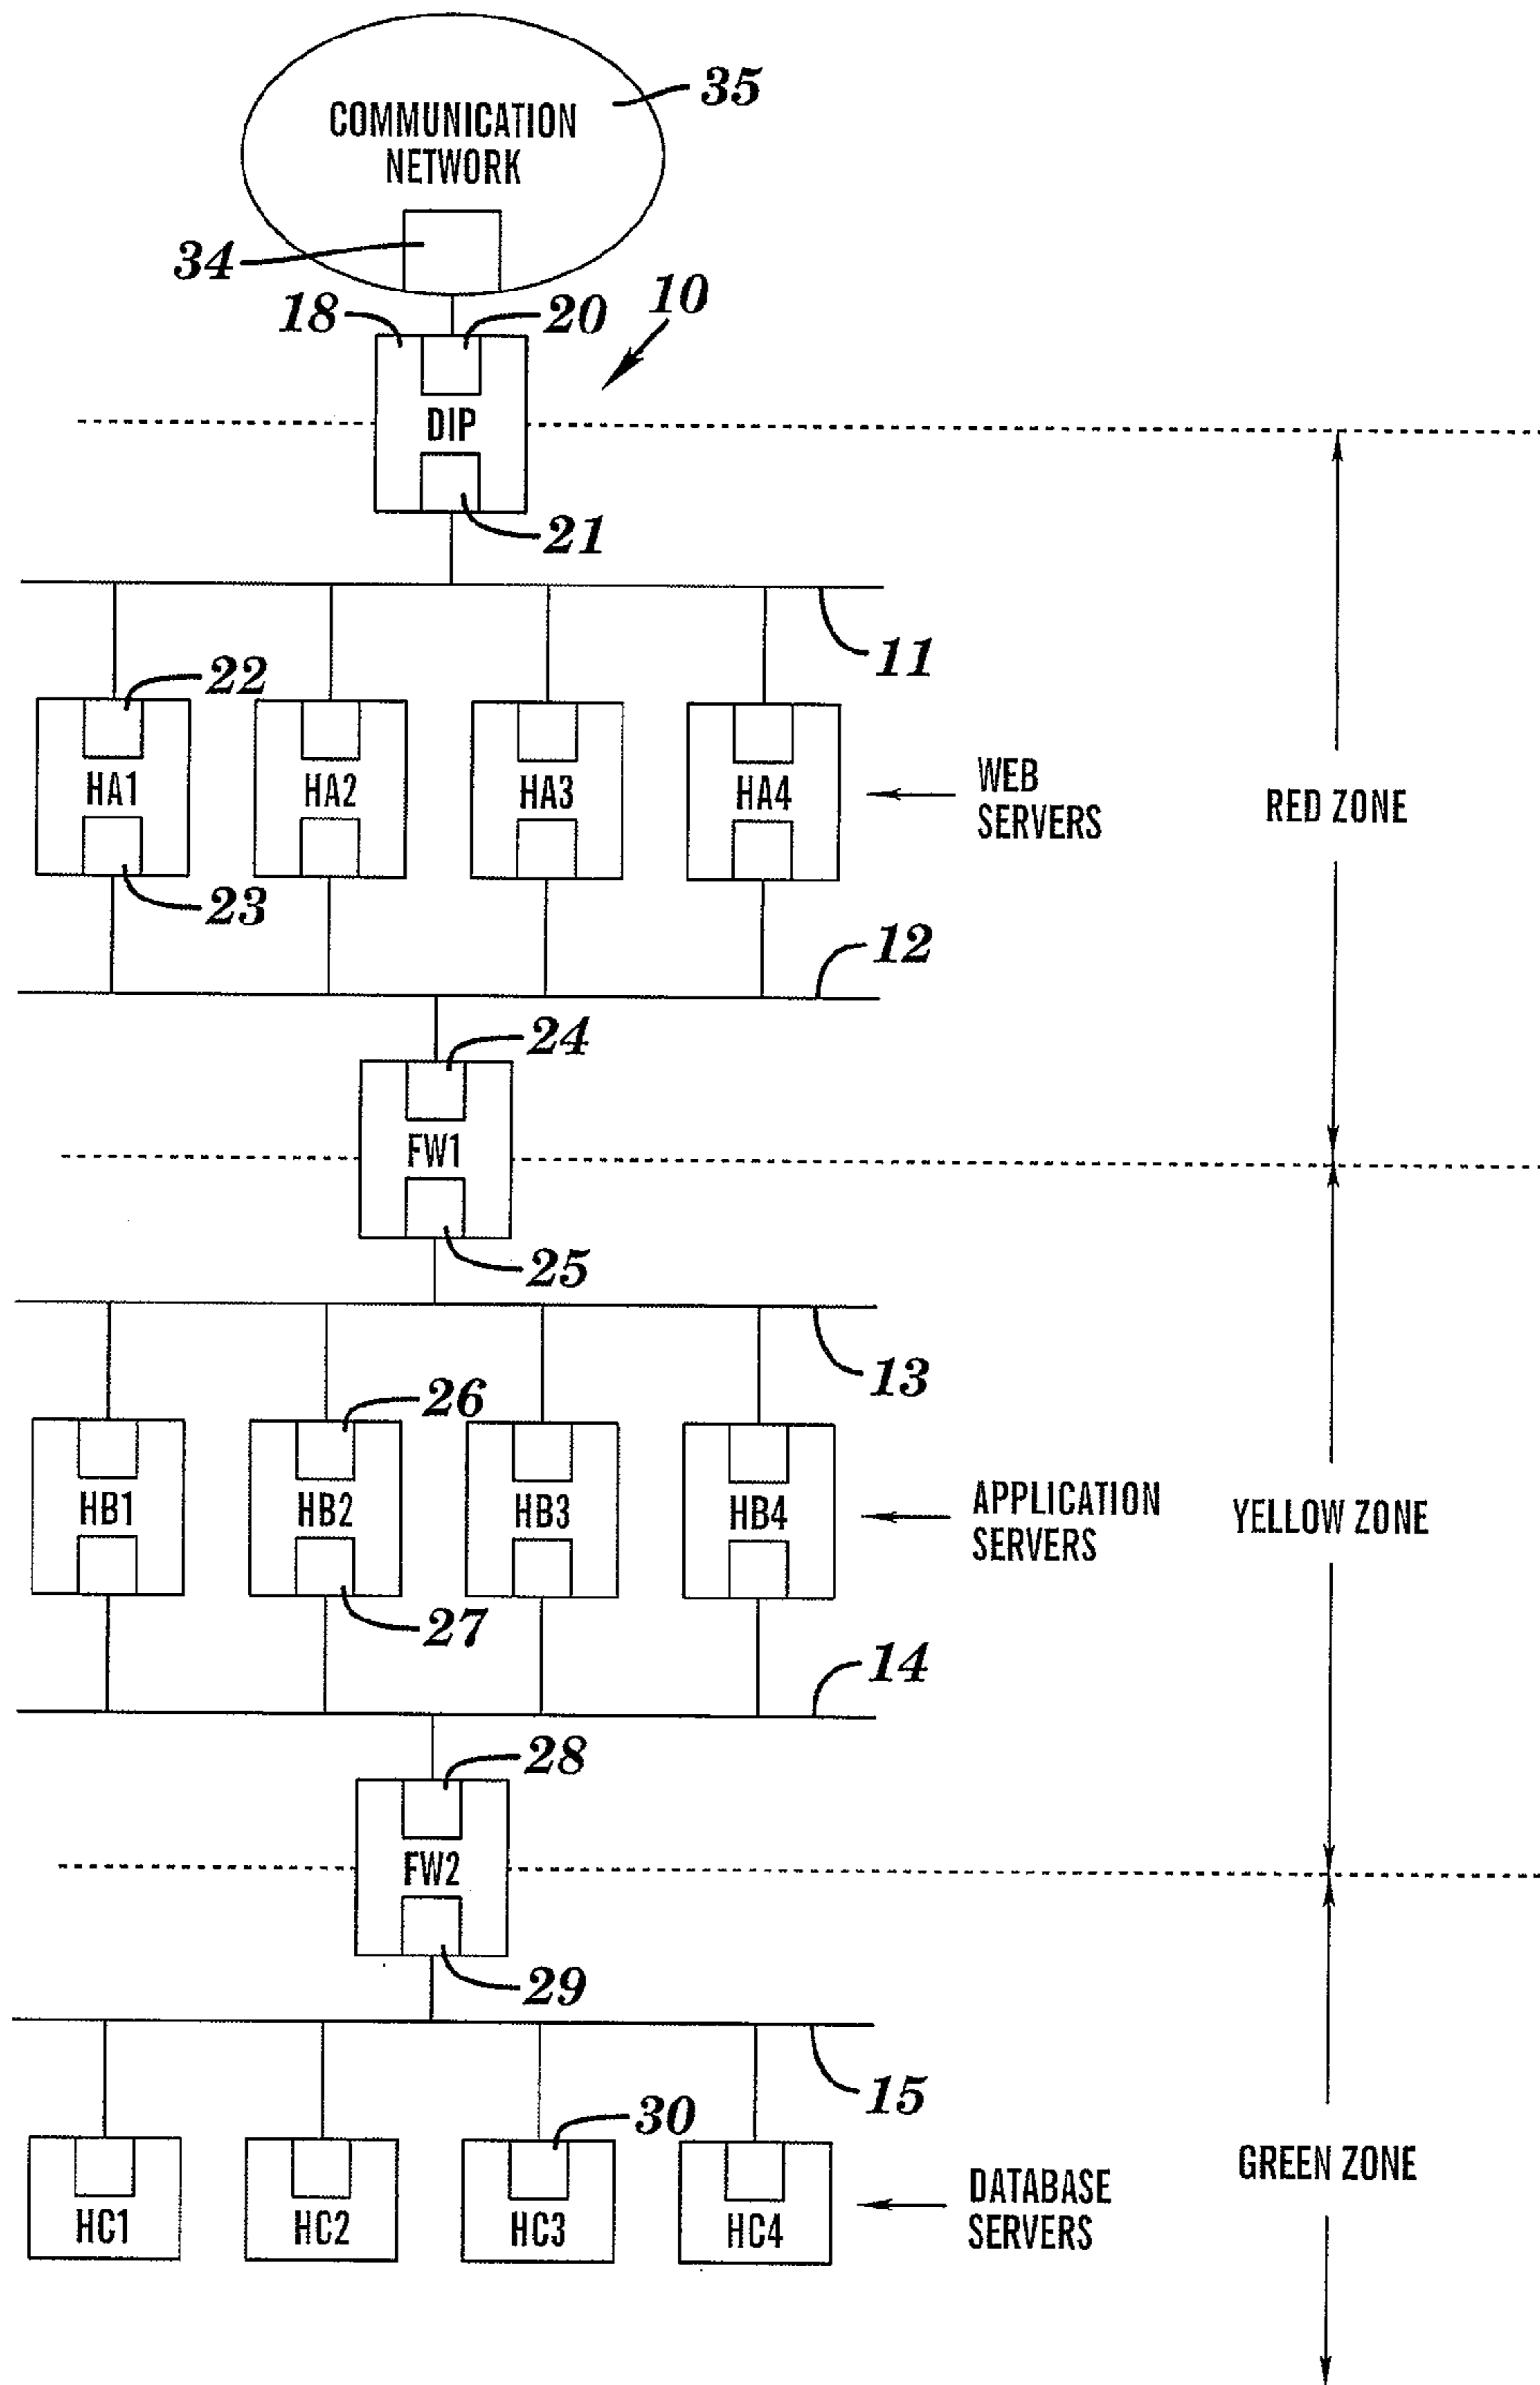 COMMUNICATION
NETWORK
35
34
18
20
10
DIP
21
11
22
HA1
HA2
HA3
HA4
WEB
SERVERS
RED ZONE
23
12
24
FW1
25
13
26
HB1
HB2
HB3
HB4
APPLICATION
SERVERS
YELLOW ZONE
27
14
28
FW2
29
15
30
HC1
HC2
HC3
HC4
DATABASE
SERVERS
GREEN ZONE